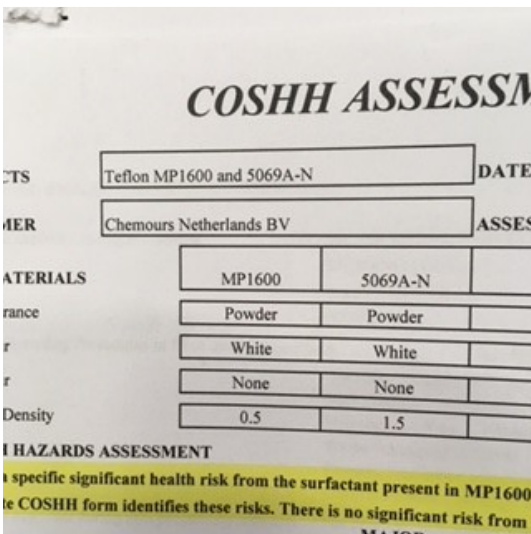 COSHH ASSESSM
CTS Teflon MP1600 and 5069A-N DATE
MER Chemours Netherlands BV ASSES
ATERIALS MP1600 5069A-N
rance Powder Powder
r White White
r None None
Density 0.5 1.5
HAZARDS ASSESSMENT
specific significant health risk from the surfactant present in MP1600
te COSHH form identifies these risks. There is no significant risk from